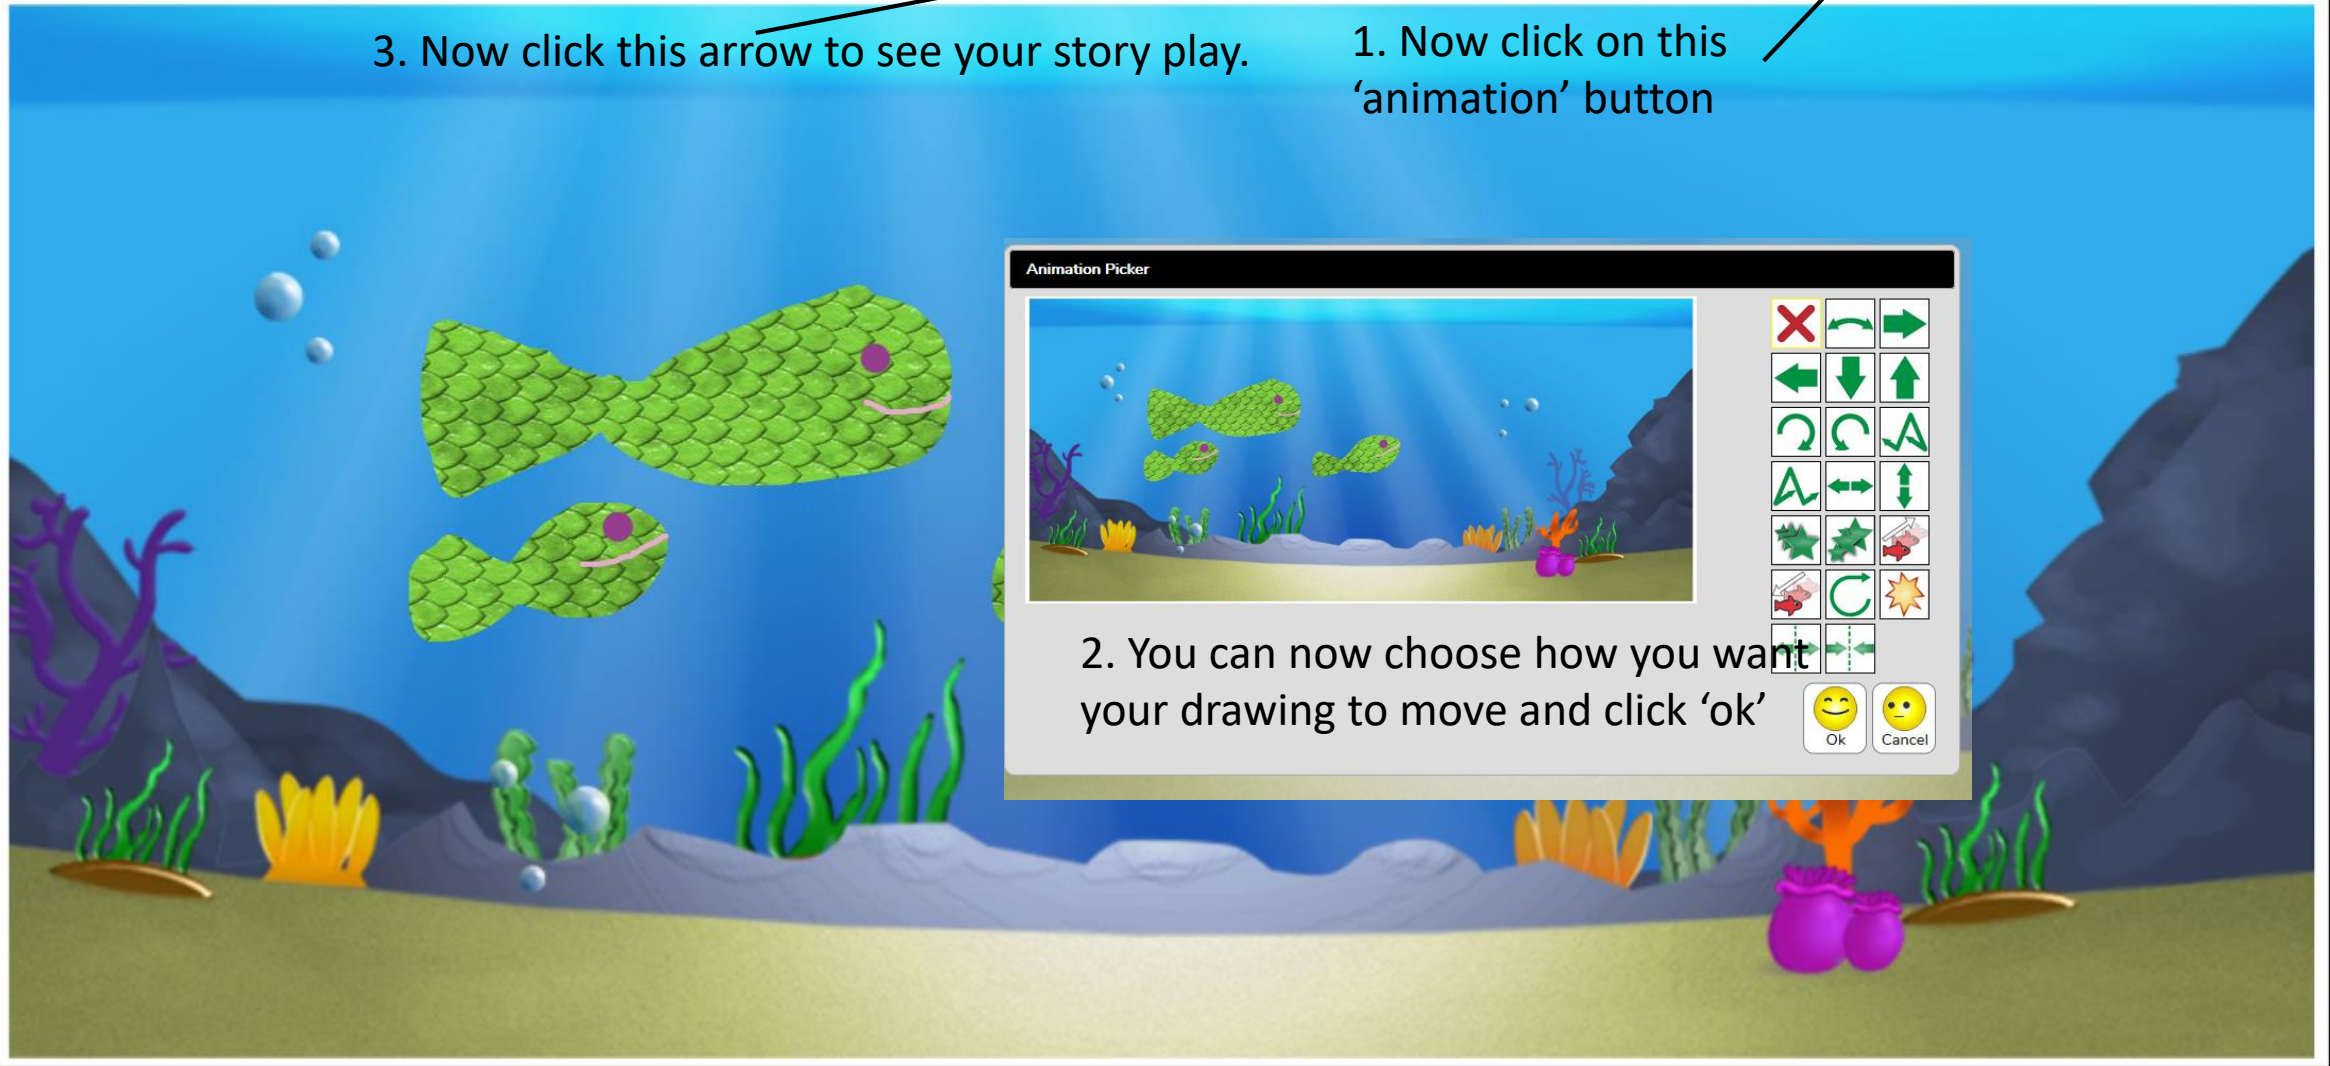 3. Now click this arrow to see your story play.
1. Now click on this
‘animation’ button
Animation Picker
2. You can now choose how you want
your drawing to move and click ‘ok’
Ok
Cancel